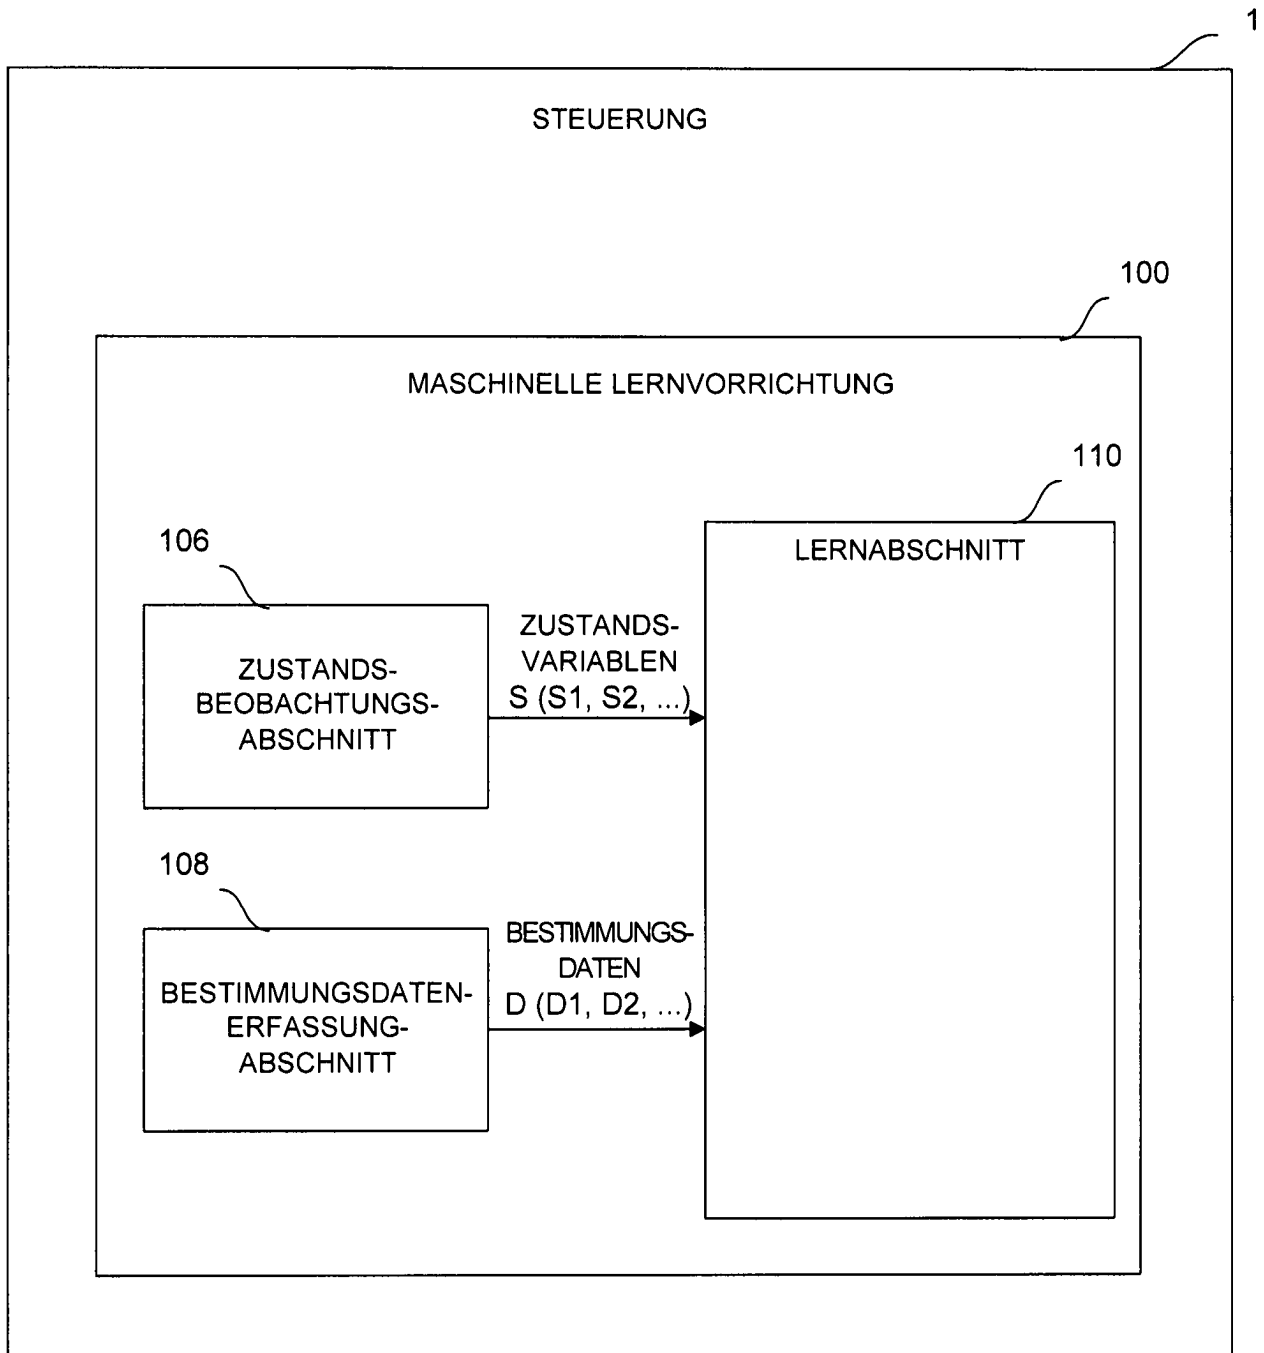 1
STEUERUNG
100
MASCHINELLE LERNVORRICHTUNG
110
LERNABSCHNITT
106
ZUSTANDS-
BEOBACHTUNGS-
ABSCHNITT
ZUSTANDS-
VARIABLEN
S (S1, S2, ...)
108
BESTIMMUNGSDATEN-
ERFASSUNG-
ABSCHNITT
BESTIMMUNGS-
DATEN
D (D1, D2, ...)